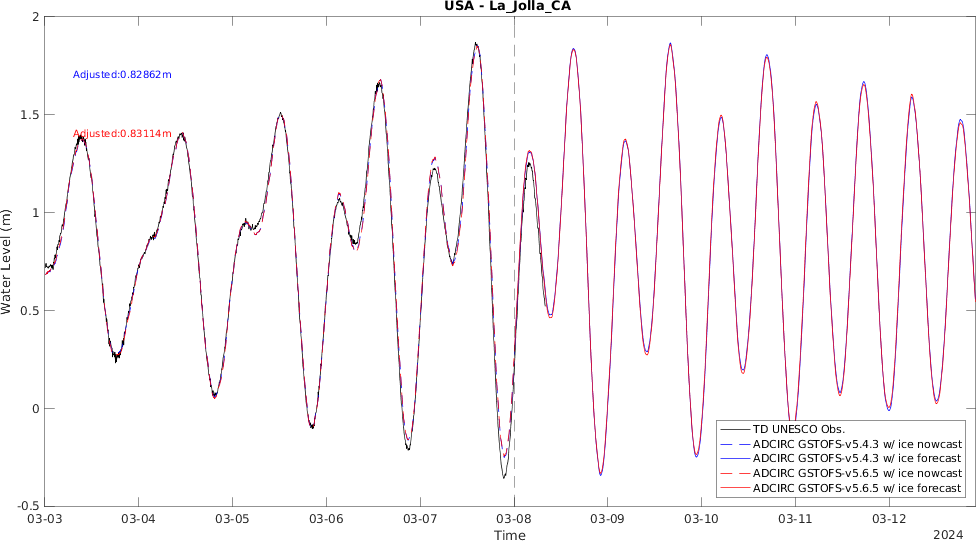 USA - La_Jolla_CA
2
1.5
1
0.5
0
-0.5
Water Level (m)
Adjusted:0.82862m
Adjusted:0.83114m
TD UNESCO Obs.
ADCIRC GSTOFS-v5.4.3 w/ ice nowcast
ADCIRC GSTOFS-v5.4.3 w/ ice forecast
ADCIRC GSTOFS-v5.6.5 w/ ice nowcast
ADCIRC GSTOFS-v5.6.5 w/ ice forecast
03-03 03-04 03-05 03-06 03-07 03-08 03-09 03-10 03-11 03-12
Time
2024